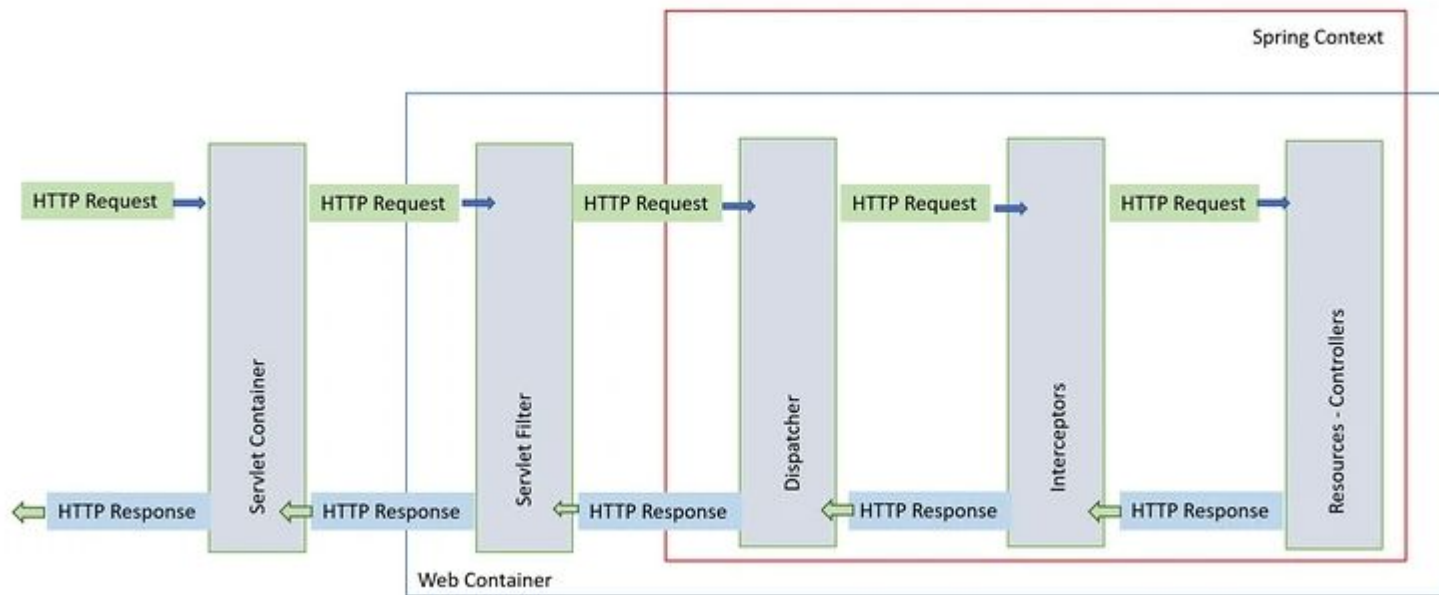 Spring Context
HTTP Request
HTTP Request
HTTP Request
HTTP Request
HTTP Request
Servlet Container
Servlet Filter
Dispatcher
Interceptors
Resources - Controllers
HTTP Response
HTTP Response
HTTP Response
HTTP Response
HTTP Response
Web Container